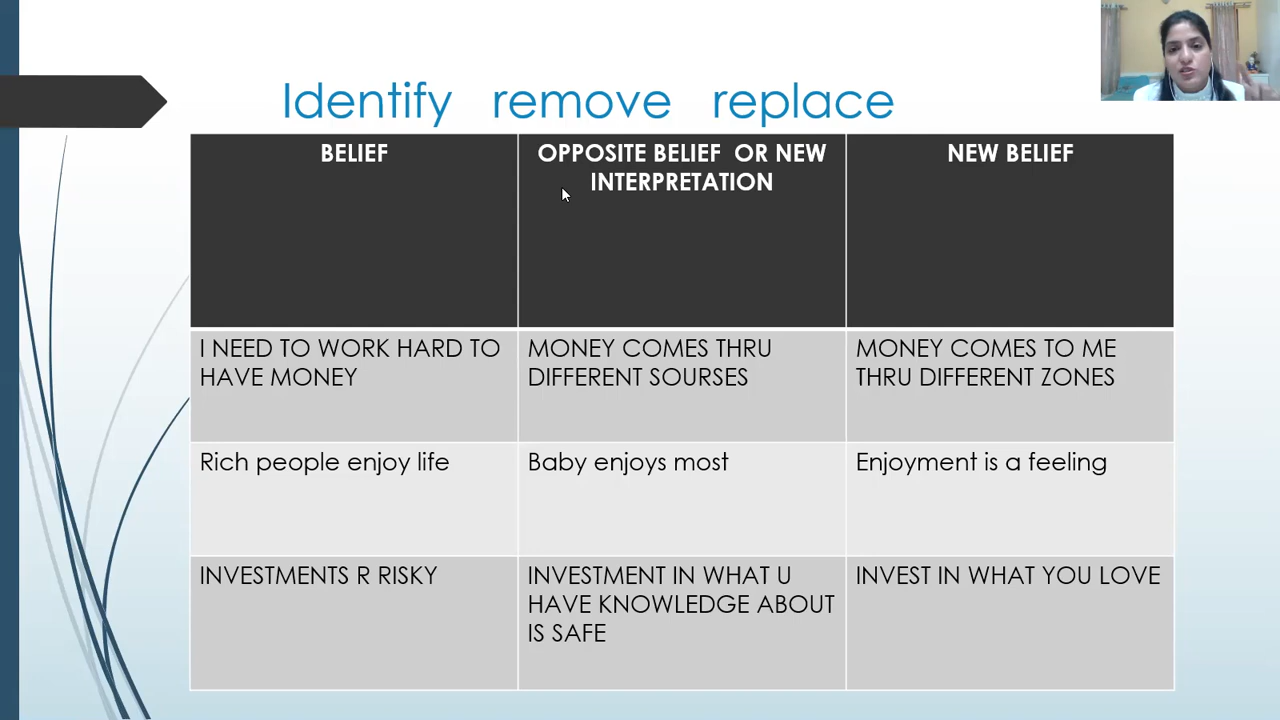 Identify remove replace
BELIEF
OPPOSITE BELIEF OR NEW
INTERPRETATION
NEW BELIEF
I NEED TO WORK HARD TO
HAVE MONEY
MONEY COMES THRU
DIFFERENT SOURSES
MONEY COMES TO ME
THRU DIFFERENT ZONES
Rich people enjoy life
Baby enjoys most
Enjoyment is a feeling
INVESTMENTS R RISKY
INVESTMENT IN WHAT U
HAVE KNOWLEDGE ABOUT
IS SAFE
INVEST IN WHAT YOU LOVE